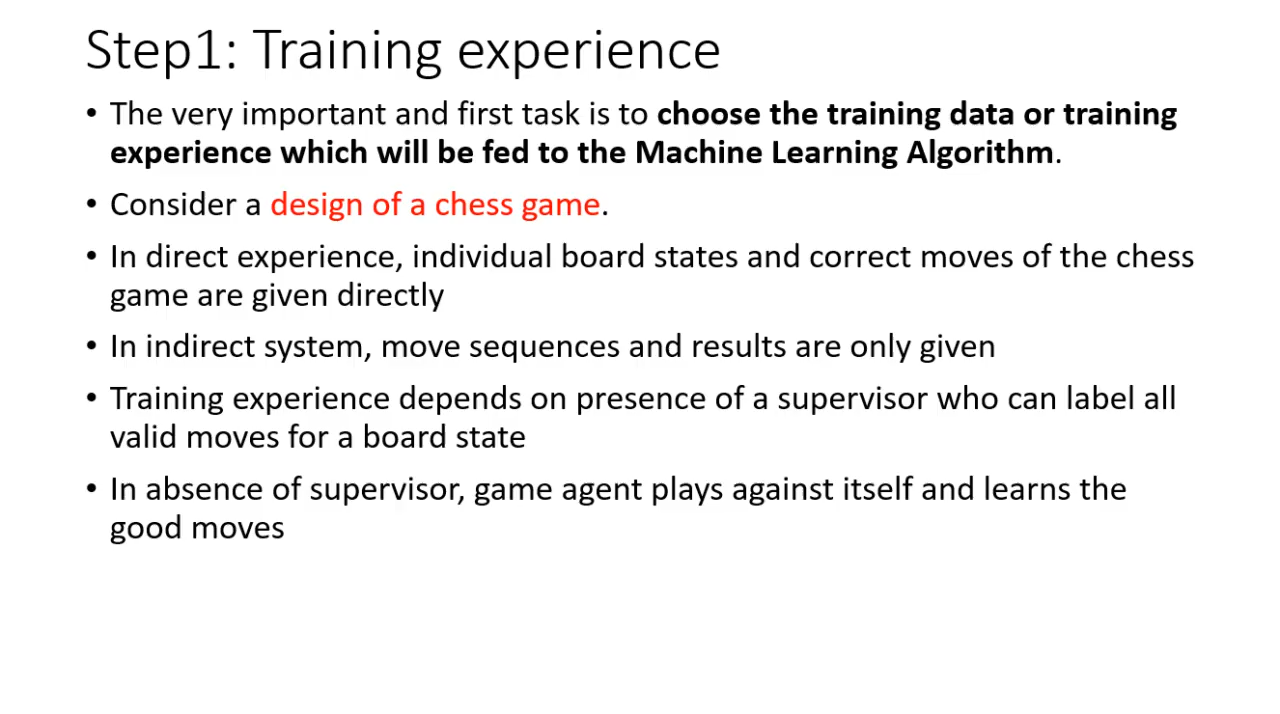 Step1: Training experience
• The very important and first task is to choose the training data or training
experience which will be fed to the Machine Learning Algorithm.
• Consider a design of a chess game.
• In direct experience, individual board states and correct moves of the chess
game are given directly
• In indirect system, move sequences and results are only given
• Training experience depends on presence of a supervisor who can label all
valid moves for a board state
• In absence of supervisor, game agent plays against itself and learns the
good moves